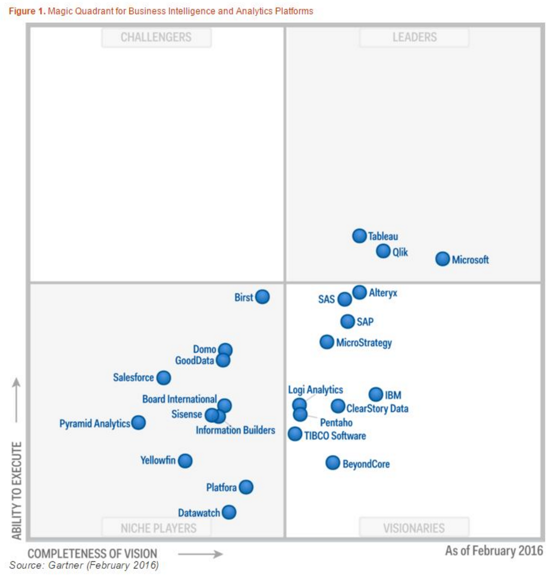 Figure 1. Magic Quadrant for Business Intelligence and Analytics Platforms
CHALLENGERS
LEADERS
Tableau
Qlik
Microsoft
Birst
Alteryx
SAS
SAP
MicroStrategy
Domo
GoodData
Salesforce
Logi Analytics
IBM
Board International
ClearStory Data
Sisense
Pentaho
Pyramid Analytics
Information Builders
TIBCO Software
Yellowfin
BeyondCore
Platfora
Datawatch
NICHE PLAYERS
VISIONARIES
ABILITY TO EXECUTE
COMPLETENESS OF VISION
As of February 2016
Source: Gartner (February 2016)